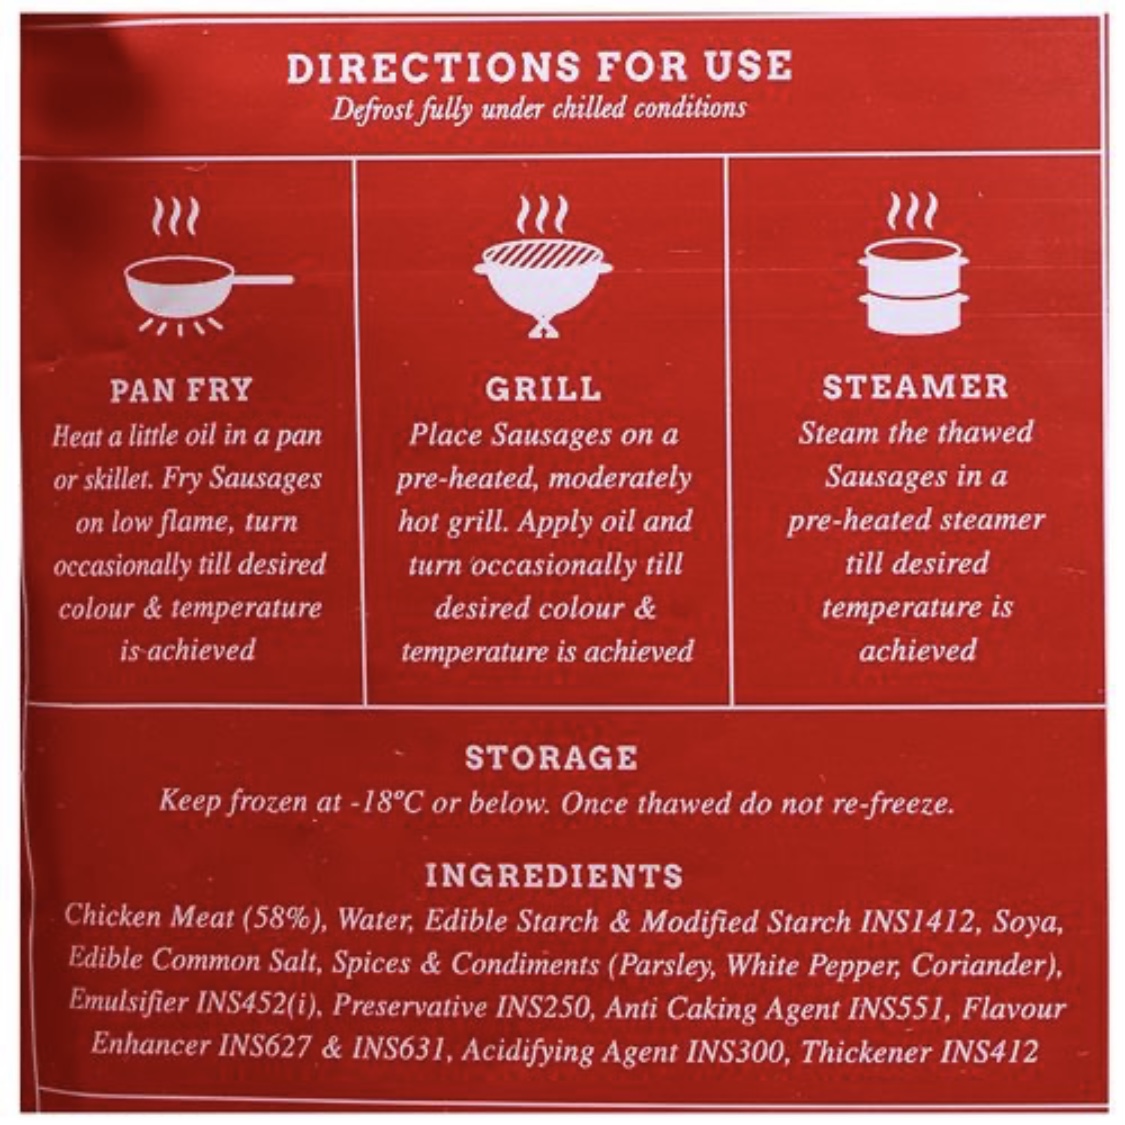 DIRECTIONS FOR USE
Defrost fully under chilled conditions
PAN FRY
Heat a little oil in a pan
or skillet. Fry Sausages
on low flame, turn
occasionally till desired
colour & temperature
is achieved
GRILL
Place Sausages on a
pre-heated, moderately
hot grill. Apply oil and
turn occasionally till
desired colour &
temperature is achieved
STEAMER
Steam the thawed
Sausages in a
pre-heated steamer
till desired
temperature is
achieved
STORAGE
Keep frozen at -18ºC or below. Once thawed do not re-freeze.
INGREDIENTS
Chicken Meat (58%), Water, Edible Starch & Modified Starch INS1412, Soya,
Edible Common Salt, Spices & Condiments (Parsley, White Pepper, Coriander),
Emulsifier INS452(i), Preservative INS250, Anti Caking Agent INS551, Flavour
Enhancer INS627 & INS631, Acidifying Agent INS300, Thickener INS412